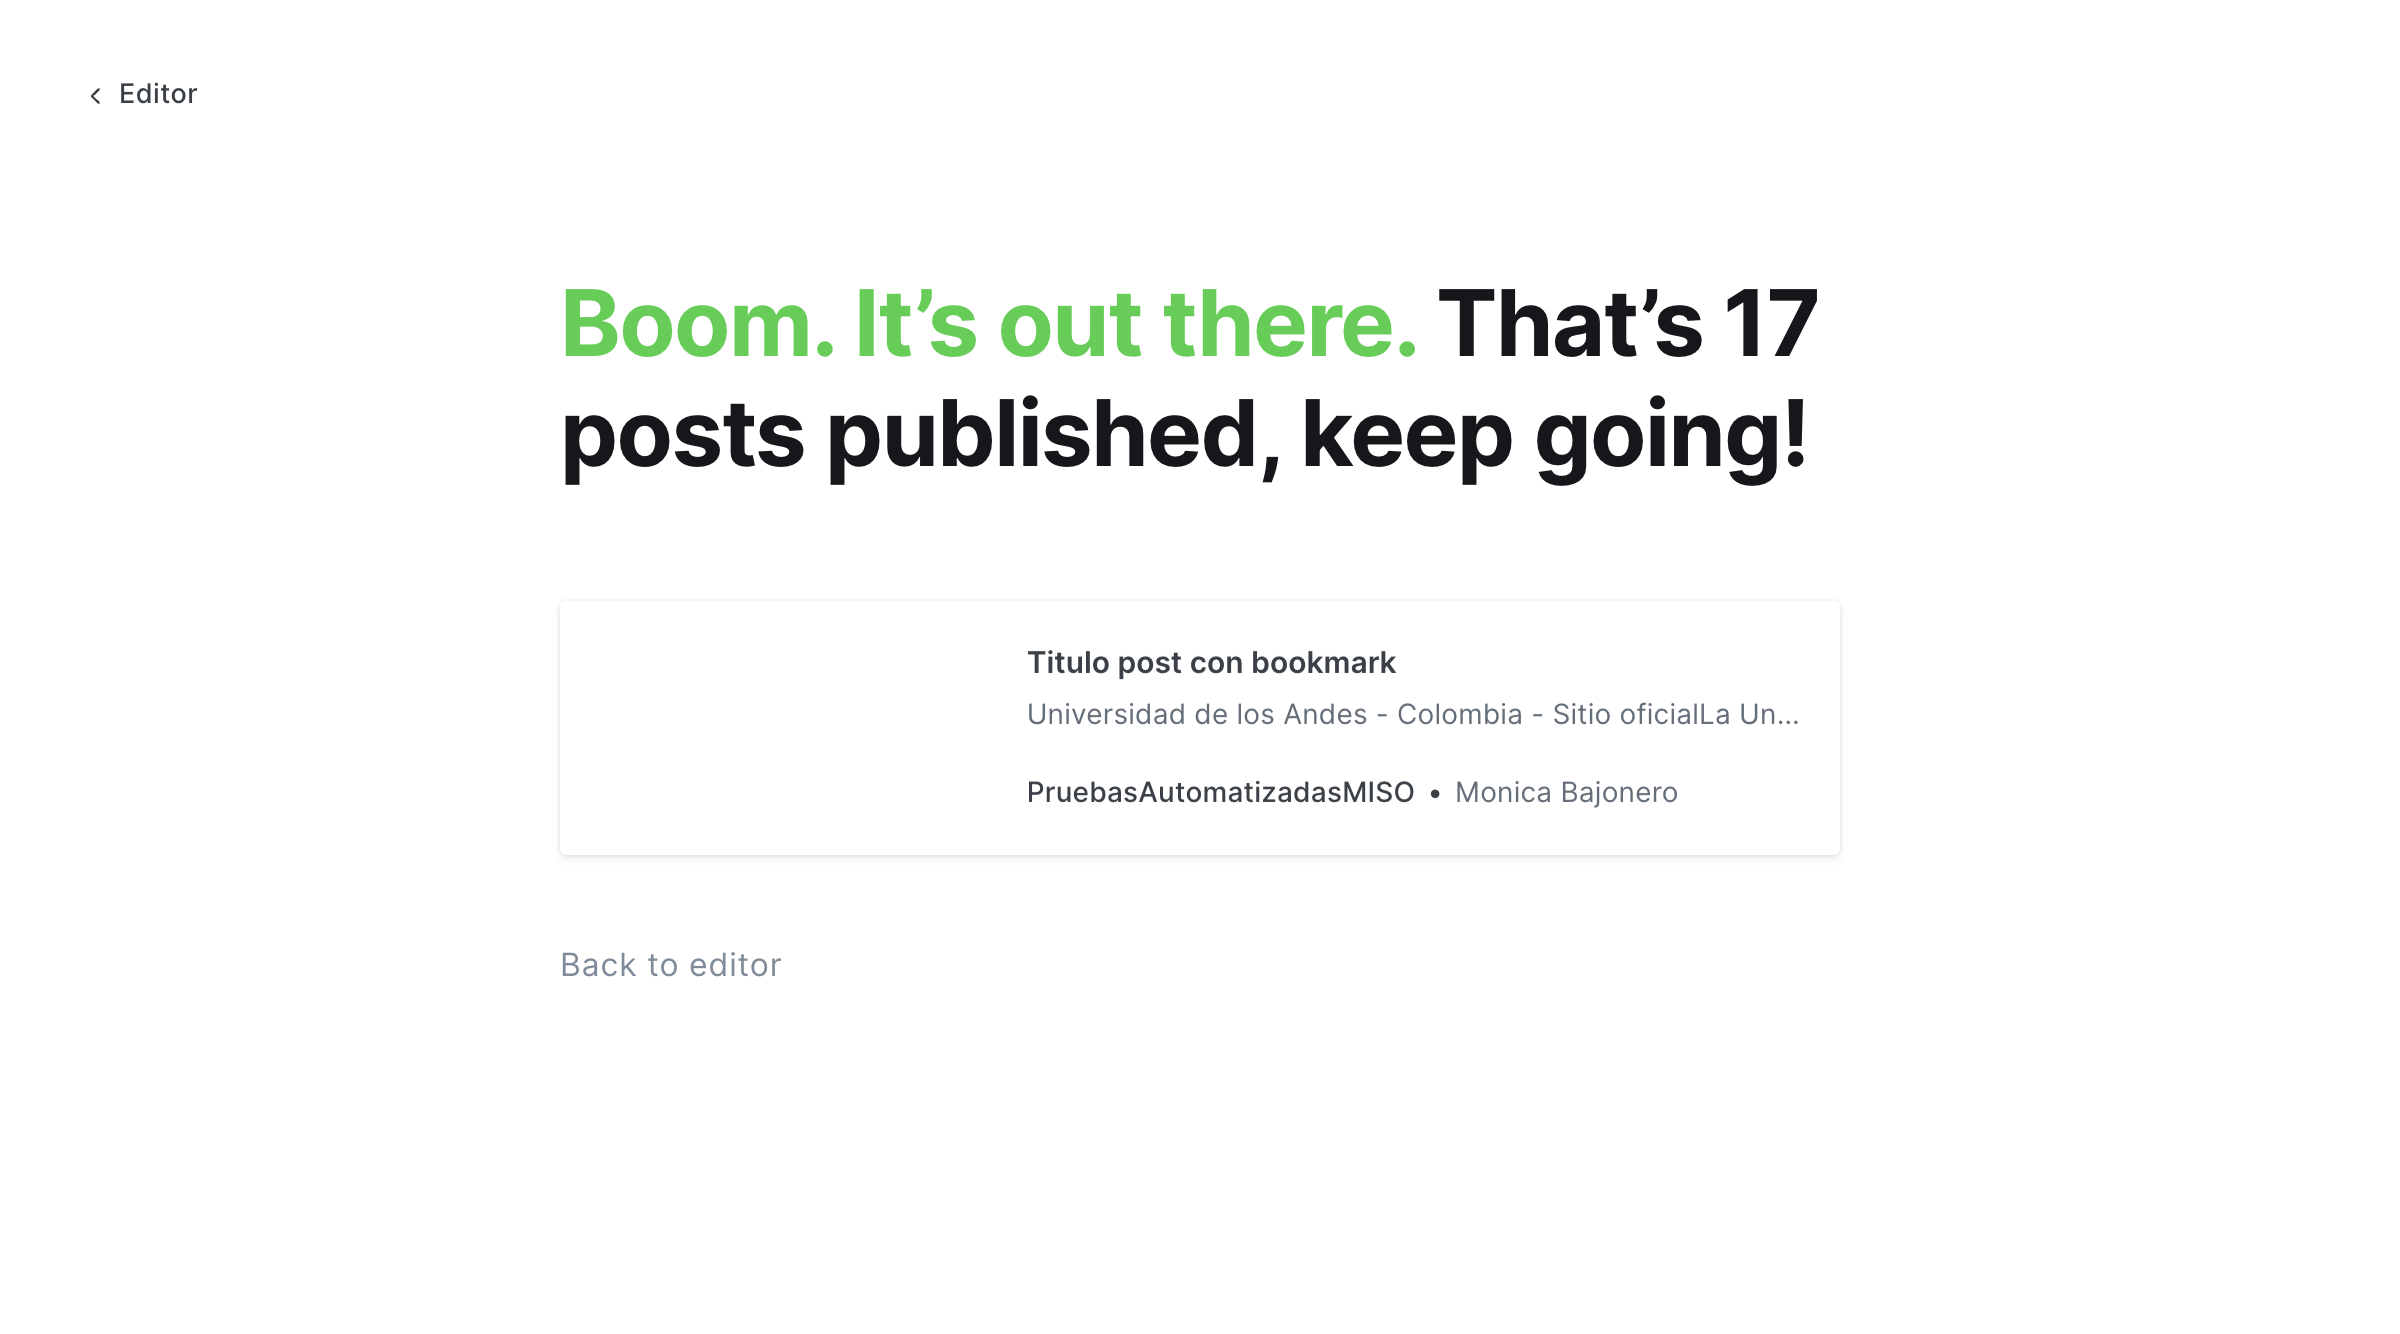 Editor
Boom. It’s out there. That’s 17
posts published, keep going!
Titulo post con bookmark
Universidad de los Andes - Colombia - Sitio oficialLa Un...
PruebasAutomatizadasMISO • Monica Bajonero
Back to editor